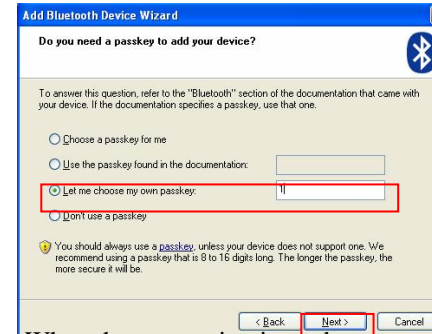 Add Bluetooth Device Wizard
Do you need a passkey to add your device?
To answer this question, refer to the "Bluetooth" section of the documentation that came with
your device. If the documentation specifies a passkey, use that one.
Choose a passkey for me
Use the passkey found in the documentation:
Let me choose my own passkey: 1
Don't use a passkey
You should always use a passkey, unless your device does not support one. We
recommend using a passkey that is 8 to 16 digits long. The longer the passkey, the
more secure it will be.
< Back Next > Cancel